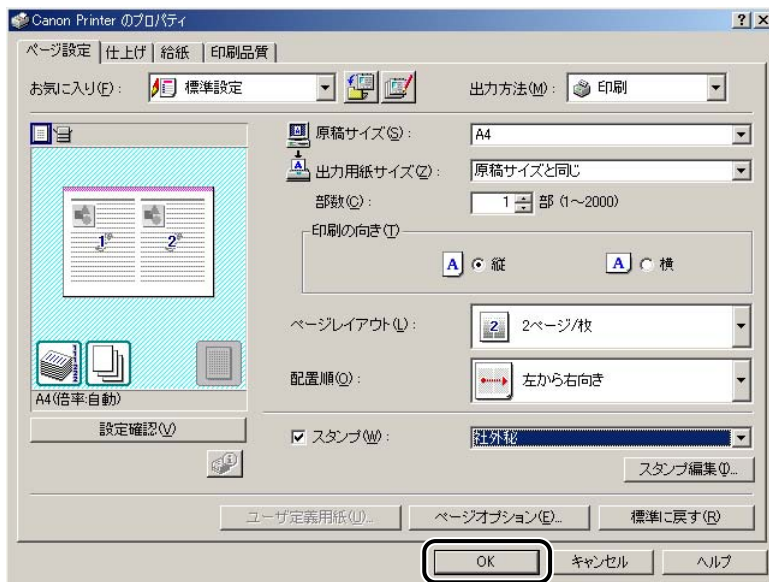 Canon Printer のプロパティ
ページ設定 仕上げ 給紙 印刷品質
お気に入り(F): 標準設定 出力方法(M): 印刷
原稿サイズ(S): A4
出力用紙サイズ(Z): 原稿サイズと同じ
部数(C): 1 部 (1～2000)
印刷の向き(T)
A 縦 A 横
1 2
ページレイアウト(L): 2 2ページ/枚
配置順(O): 左から右向き
A4(倍率:自動)
設定確認(V)
スタンプ(W): 社外秘
スタンプ編集(I)...
ユーザ定義用紙(U)... ページオプション(E)... 標準に戻す(R)
OK キャンセル ヘルプ